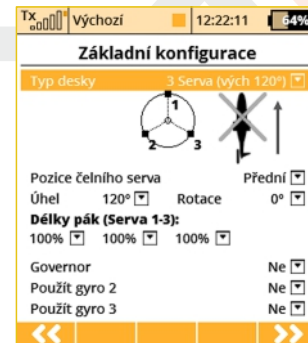 Tx Výchozí 12:22:11 64%
Základní konfigurace
Typ desky 3 Serva (vých 120°)
1
2 3
Pozice čelního serva Přední
Úhel 120° Rotace 0°
Délky pák (Serva 1-3):
100% 100% 100%
Governor Ne
Použít gyro 2 Ne
Použít gyro 3 Ne